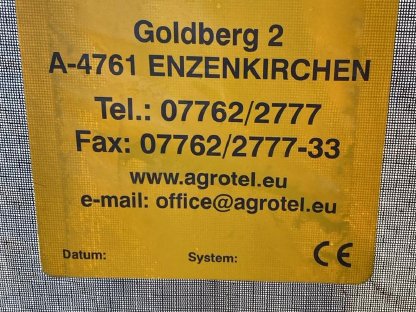 Goldberg 2
A-4761 ENZENKIRCHEN
Tel.: 07762/2777
Fax: 07762/2777-33
www.agrotel.eu
e-mail: office@agrotel.eu
Datum: System: CE